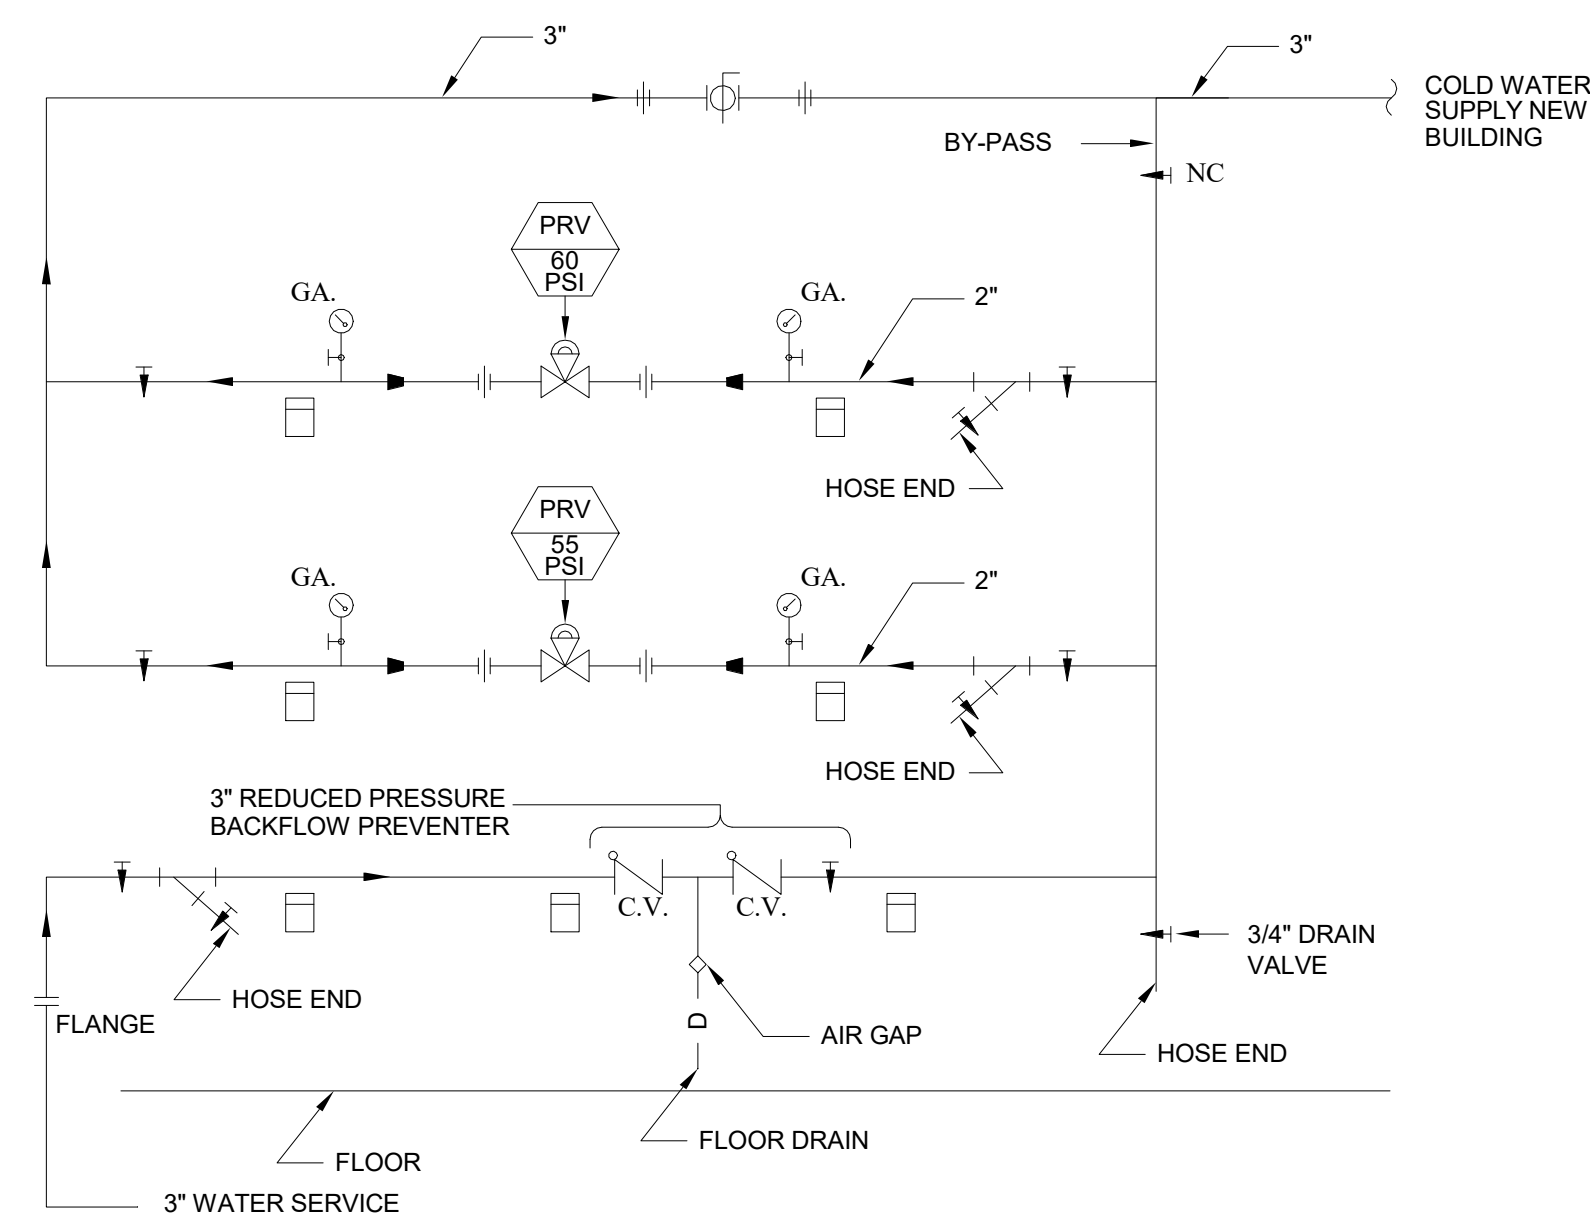 3"
3"
COLD WATER
SUPPLY NEW
BUILDING
BY-PASS
NC
PRV
60
PSI
GA.
GA.
2"
HOSE END
PRV
55
PSI
GA.
GA.
2"
HOSE END
3" REDUCED PRESSURE
BACKFLOW PREVENTER
C.V.
C.V.
3/4" DRAIN
VALVE
HOSE END
FLANGE
D
AIR GAP
HOSE END
FLOOR DRAIN
FLOOR
3" WATER SERVICE